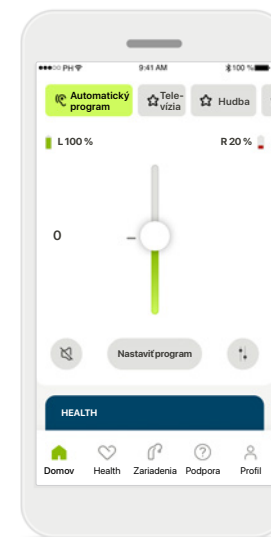 PH 9:41 AM 100 %
Automatický program
Tele-vízia
Hudba
L 100 % R 20 %
0
Nastaviť program
HEALTH
Domov Health Zariadenia Podpora Profil